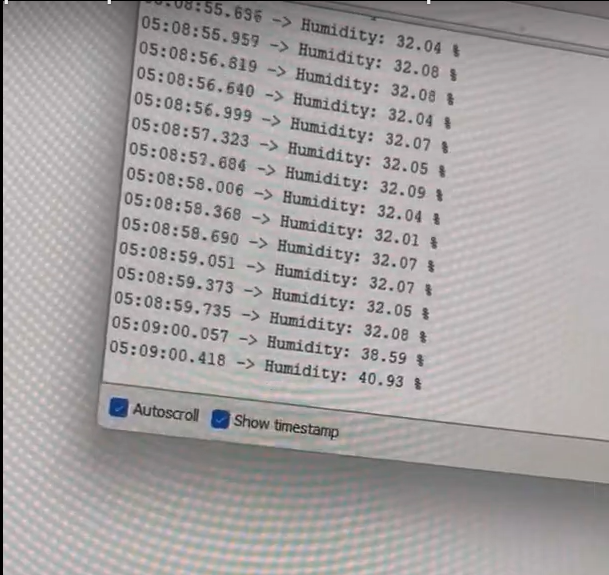 -> Humidity: 32.04 %
05:08:55.959 -> Humidity: 32.08 %
-> Humidity: 32.08 %
05:08:56.640 -> Humidity: 32.04 %
05:08:56.999 -> Humidity: 32.07 %
05:08:57.323 -> Humidity: 32.05 %
05:08:57.684 -> Humidity: 32.09 %
05:08:58.006 -> Humidity: 32.04 %
05:08:58.368 -> Humidity: 32.01 %
05:08:58.690 -> Humidity: 32.07 %
05:08:59.051 -> Humidity: 32.07 %
05:08:59.373 -> Humidity: 32.05 %
05:08:59.735 -> Humidity: 32.08 %
05:09:00.057 -> Humidity: 38.59 %
05:09:00.418 -> Humidity: 40.93 %
Autoscroll Show timestamp